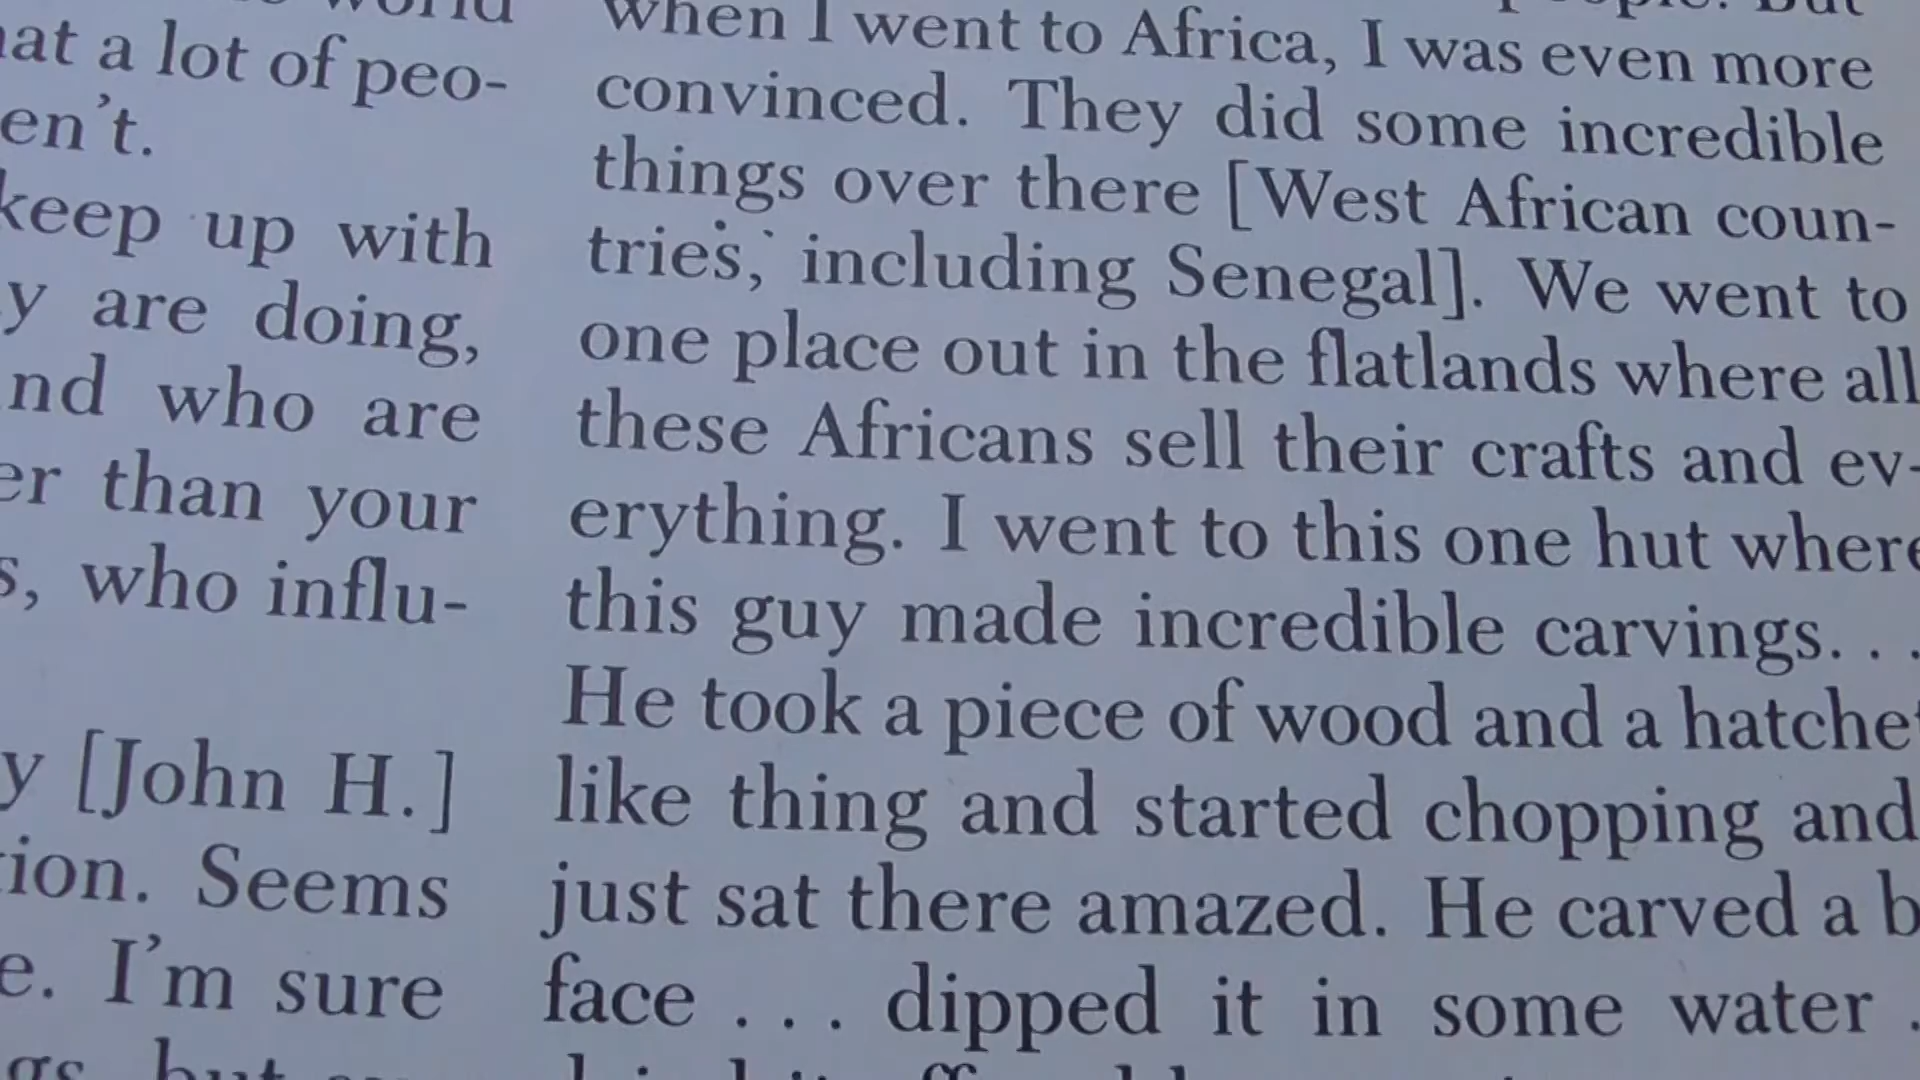 world
at a lot of peo-
en't.
keep up with
y are doing,
nd who are
er than your
s, who influ-
y [John H.]
ion. Seems
e. I'm sure
gs, but
when I went to Africa, I was even more
convinced. They did some incredible
things over there [West African coun-
tries, including Senegal]. We went to
one place out in the flatlands where all
these Africans sell their crafts and ev-
erything. I went to this one hut where
this guy made incredible carvings. . .
He took a piece of wood and a hatchet
like thing and started chopping and
just sat there amazed. He carved a b
face . . . dipped it in some water .